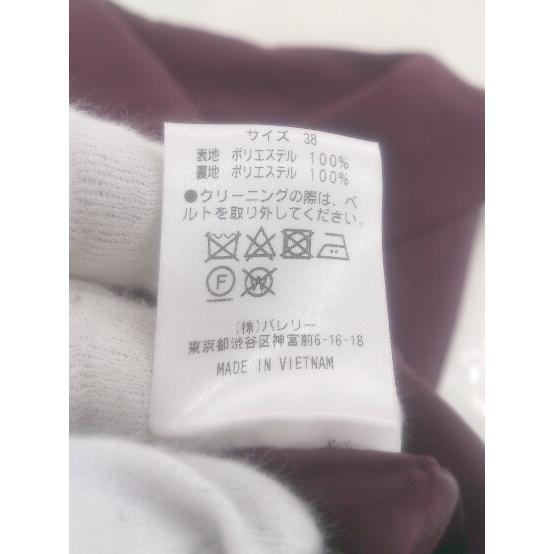 サイズ 38
表地 ポリエステル 100%
裏地 ポリエステル 100%
●クリーニングの際は、ベ
ルトを取り外してください。
F W
(株)バレリー
東京都渋谷区神宮前6-16-18
MADE IN VIETNAM